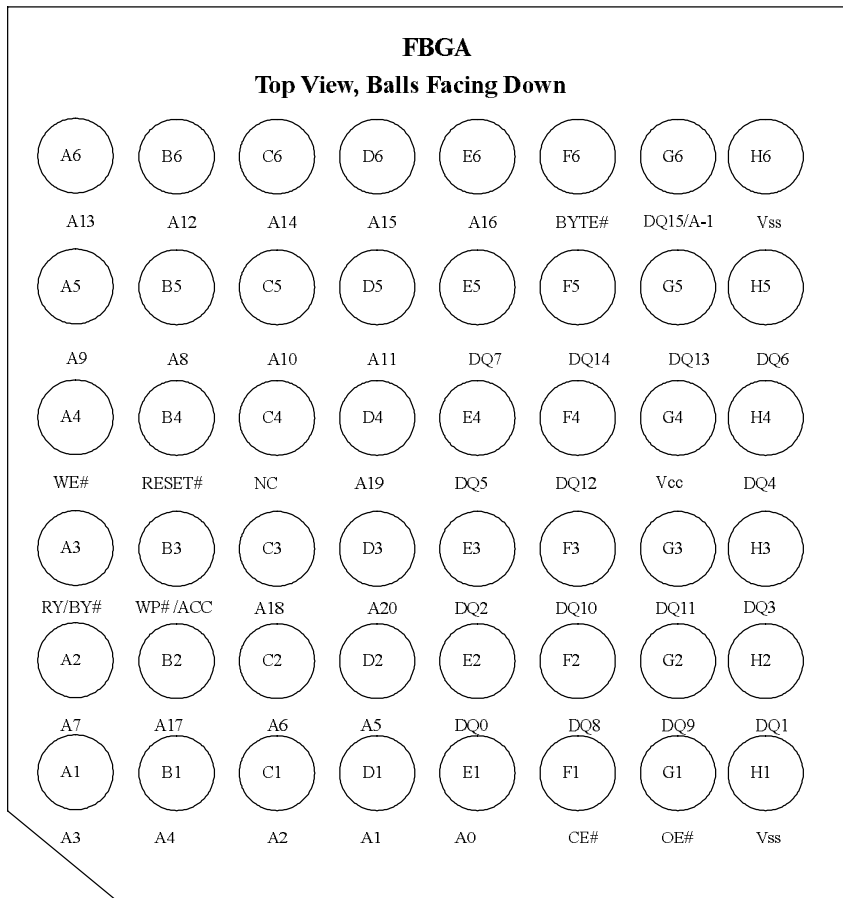 FBGA
Top View, Balls Facing Down
A6 B6 C6 D6 E6 F6 G6 H6
A13 A12 A14 A15 A16 BYTE# DQ15/A-1 Vss
A5 B5 C5 D5 E5 F5 G5 H5
A9 A8 A10 A11 DQ7 DQ14 DQ13 DQ6
A4 B4 C4 D4 E4 F4 G4 H4
WE# RESET# NC A19 DQ5 DQ12 Vcc DQ4
A3 B3 C3 D3 E3 F3 G3 H3
RY/BY# WP# /ACC A18 A20 DQ2 DQ10 DQ11 DQ3
A2 B2 C2 D2 E2 F2 G2 H2
A7 A17 A6 A5 DQ0 DQ8 DQ9 DQ1
A1 B1 C1 D1 E1 F1 G1 H1
A3 A4 A2 A1 A0 CE# OE# Vss